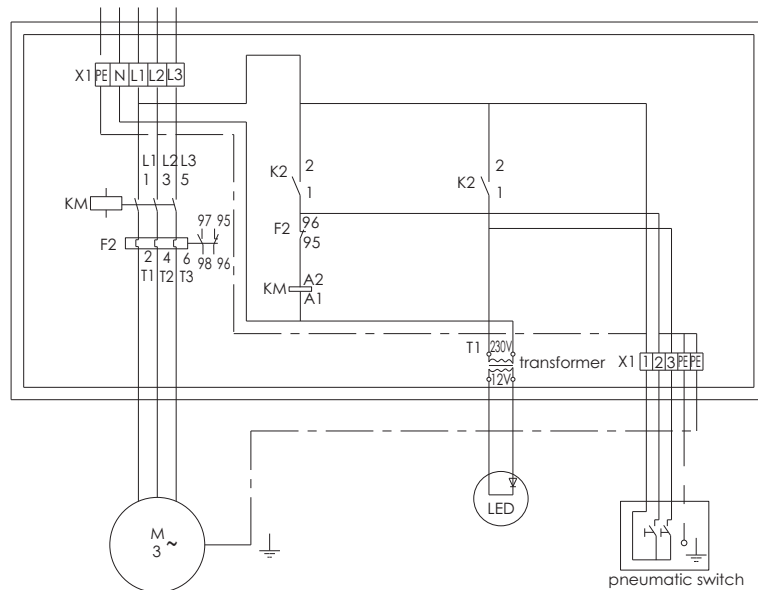 X1 PE N L1 L2 L3
L1 L2 L3
1 3 5
KM
97 95
F2
2 4 6
98 96
T1 T2 T3
K2 2
1
K2 2
1
F2 96
95
KM A2
A1
T1 230V
transformer
12V
X1 1 2 3 PE PE
LED
M
3 ~
pneumatic switch